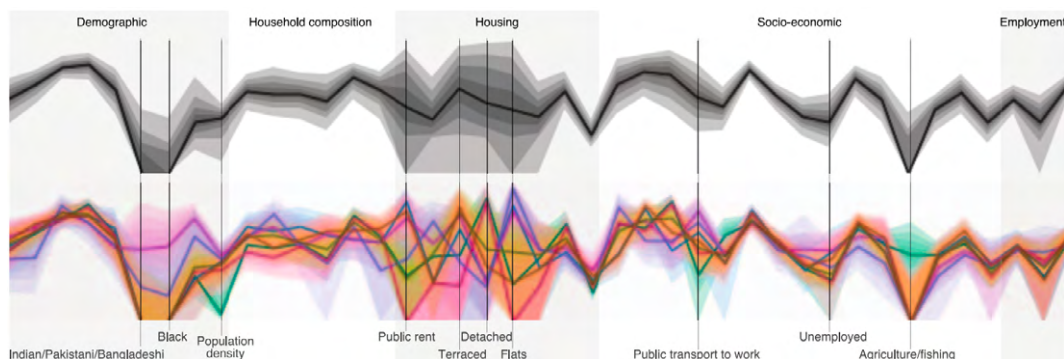 Demographic
Household composition
Housing
Socio-economic
Employment
Indian/Pakistani/Bangladeshi
Black
Population
density
Public rent
Terraced
Detached
Flats
Public transport to work
Unemployed
Agriculture/fishing